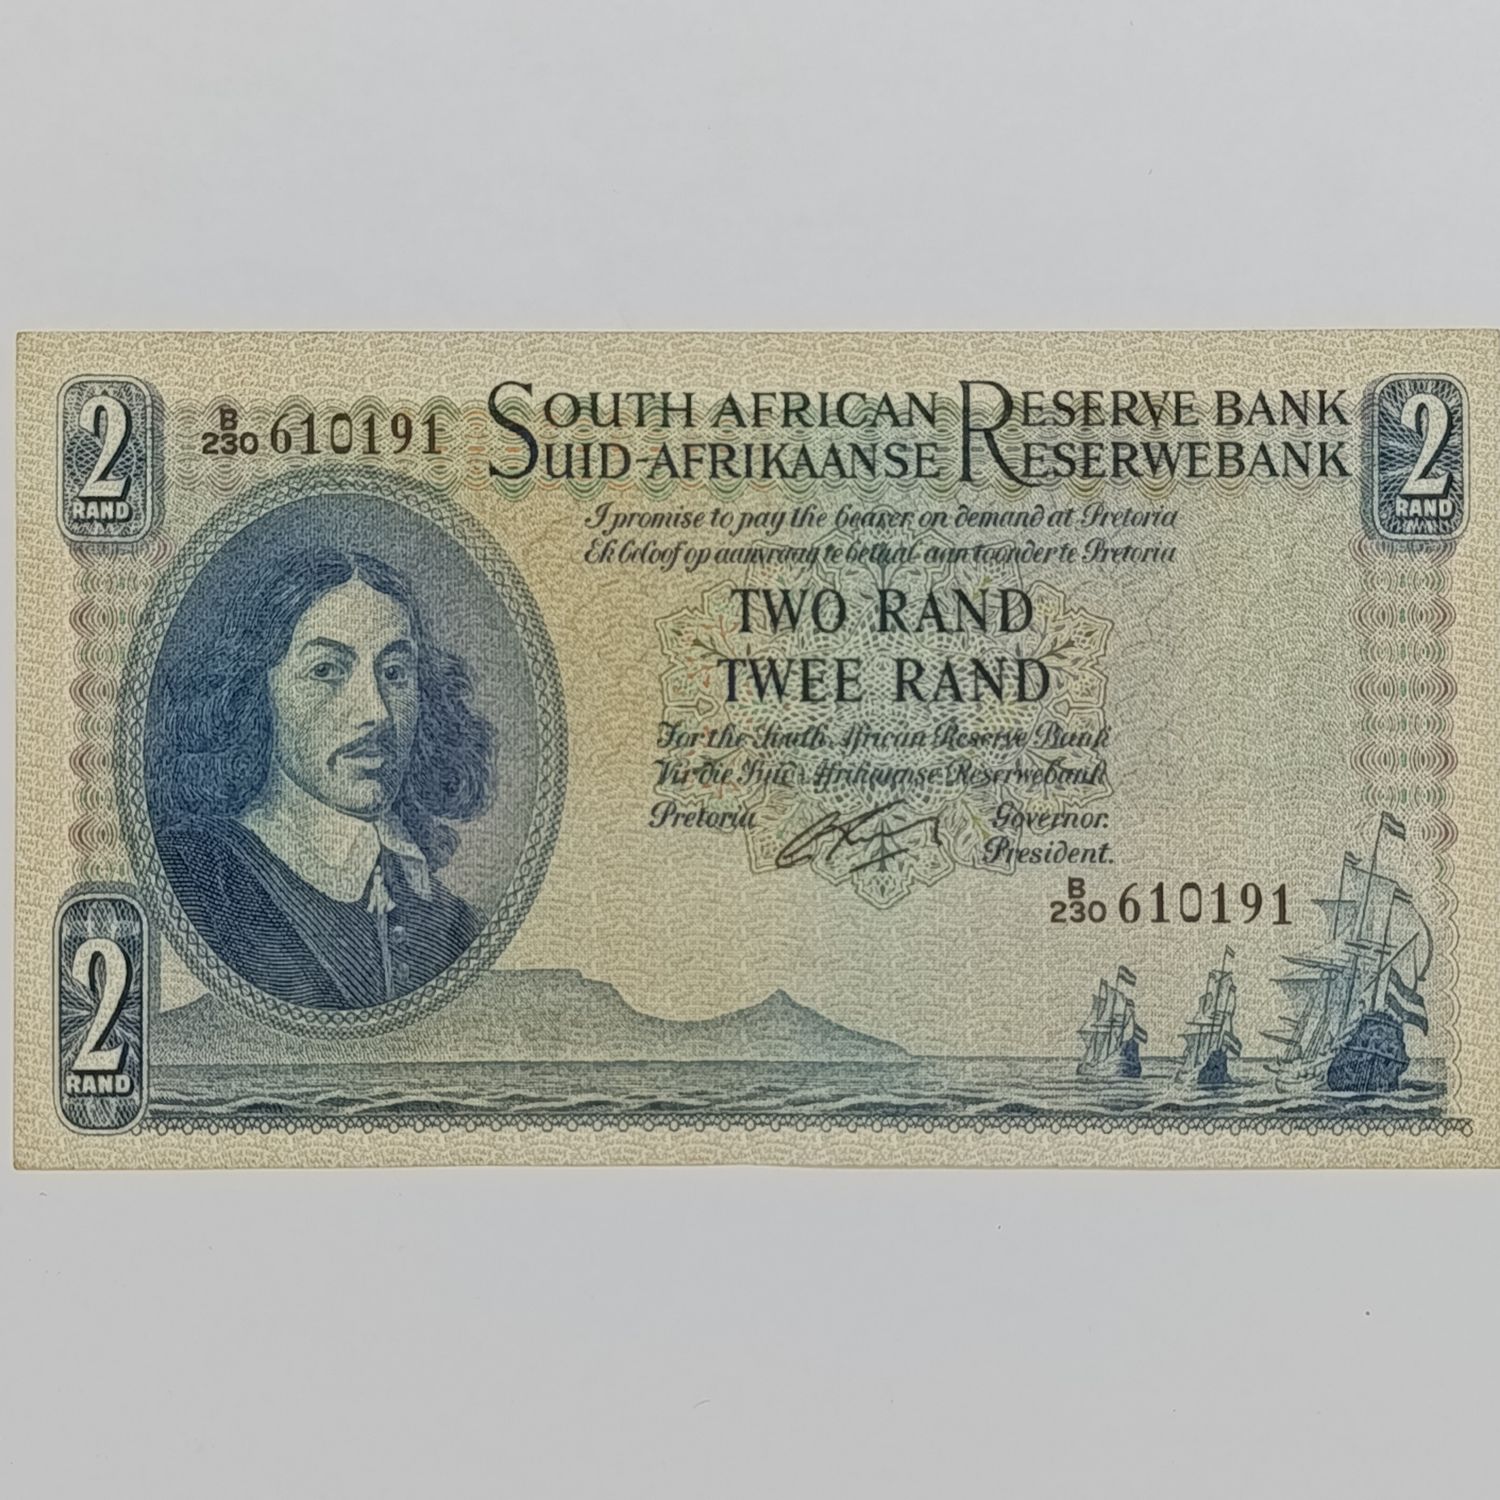 2 RAND
B/230 610191
SOUTH AFRICAN RESERVE BANK
SUID-AFRIKAANSE RESERWEBANK
2 RAND
I promise to pay the bearer on demand at Pretoria
Ek beloof op aanvraag te betaal aan toonder te Pretoria
TWO RAND
TWEE RAND
For the South African Reserve Bank
Vir die Suid-Afrikaanse Reserwebank
Pretoria Governor.
President.
B/230 610191
2 RAND